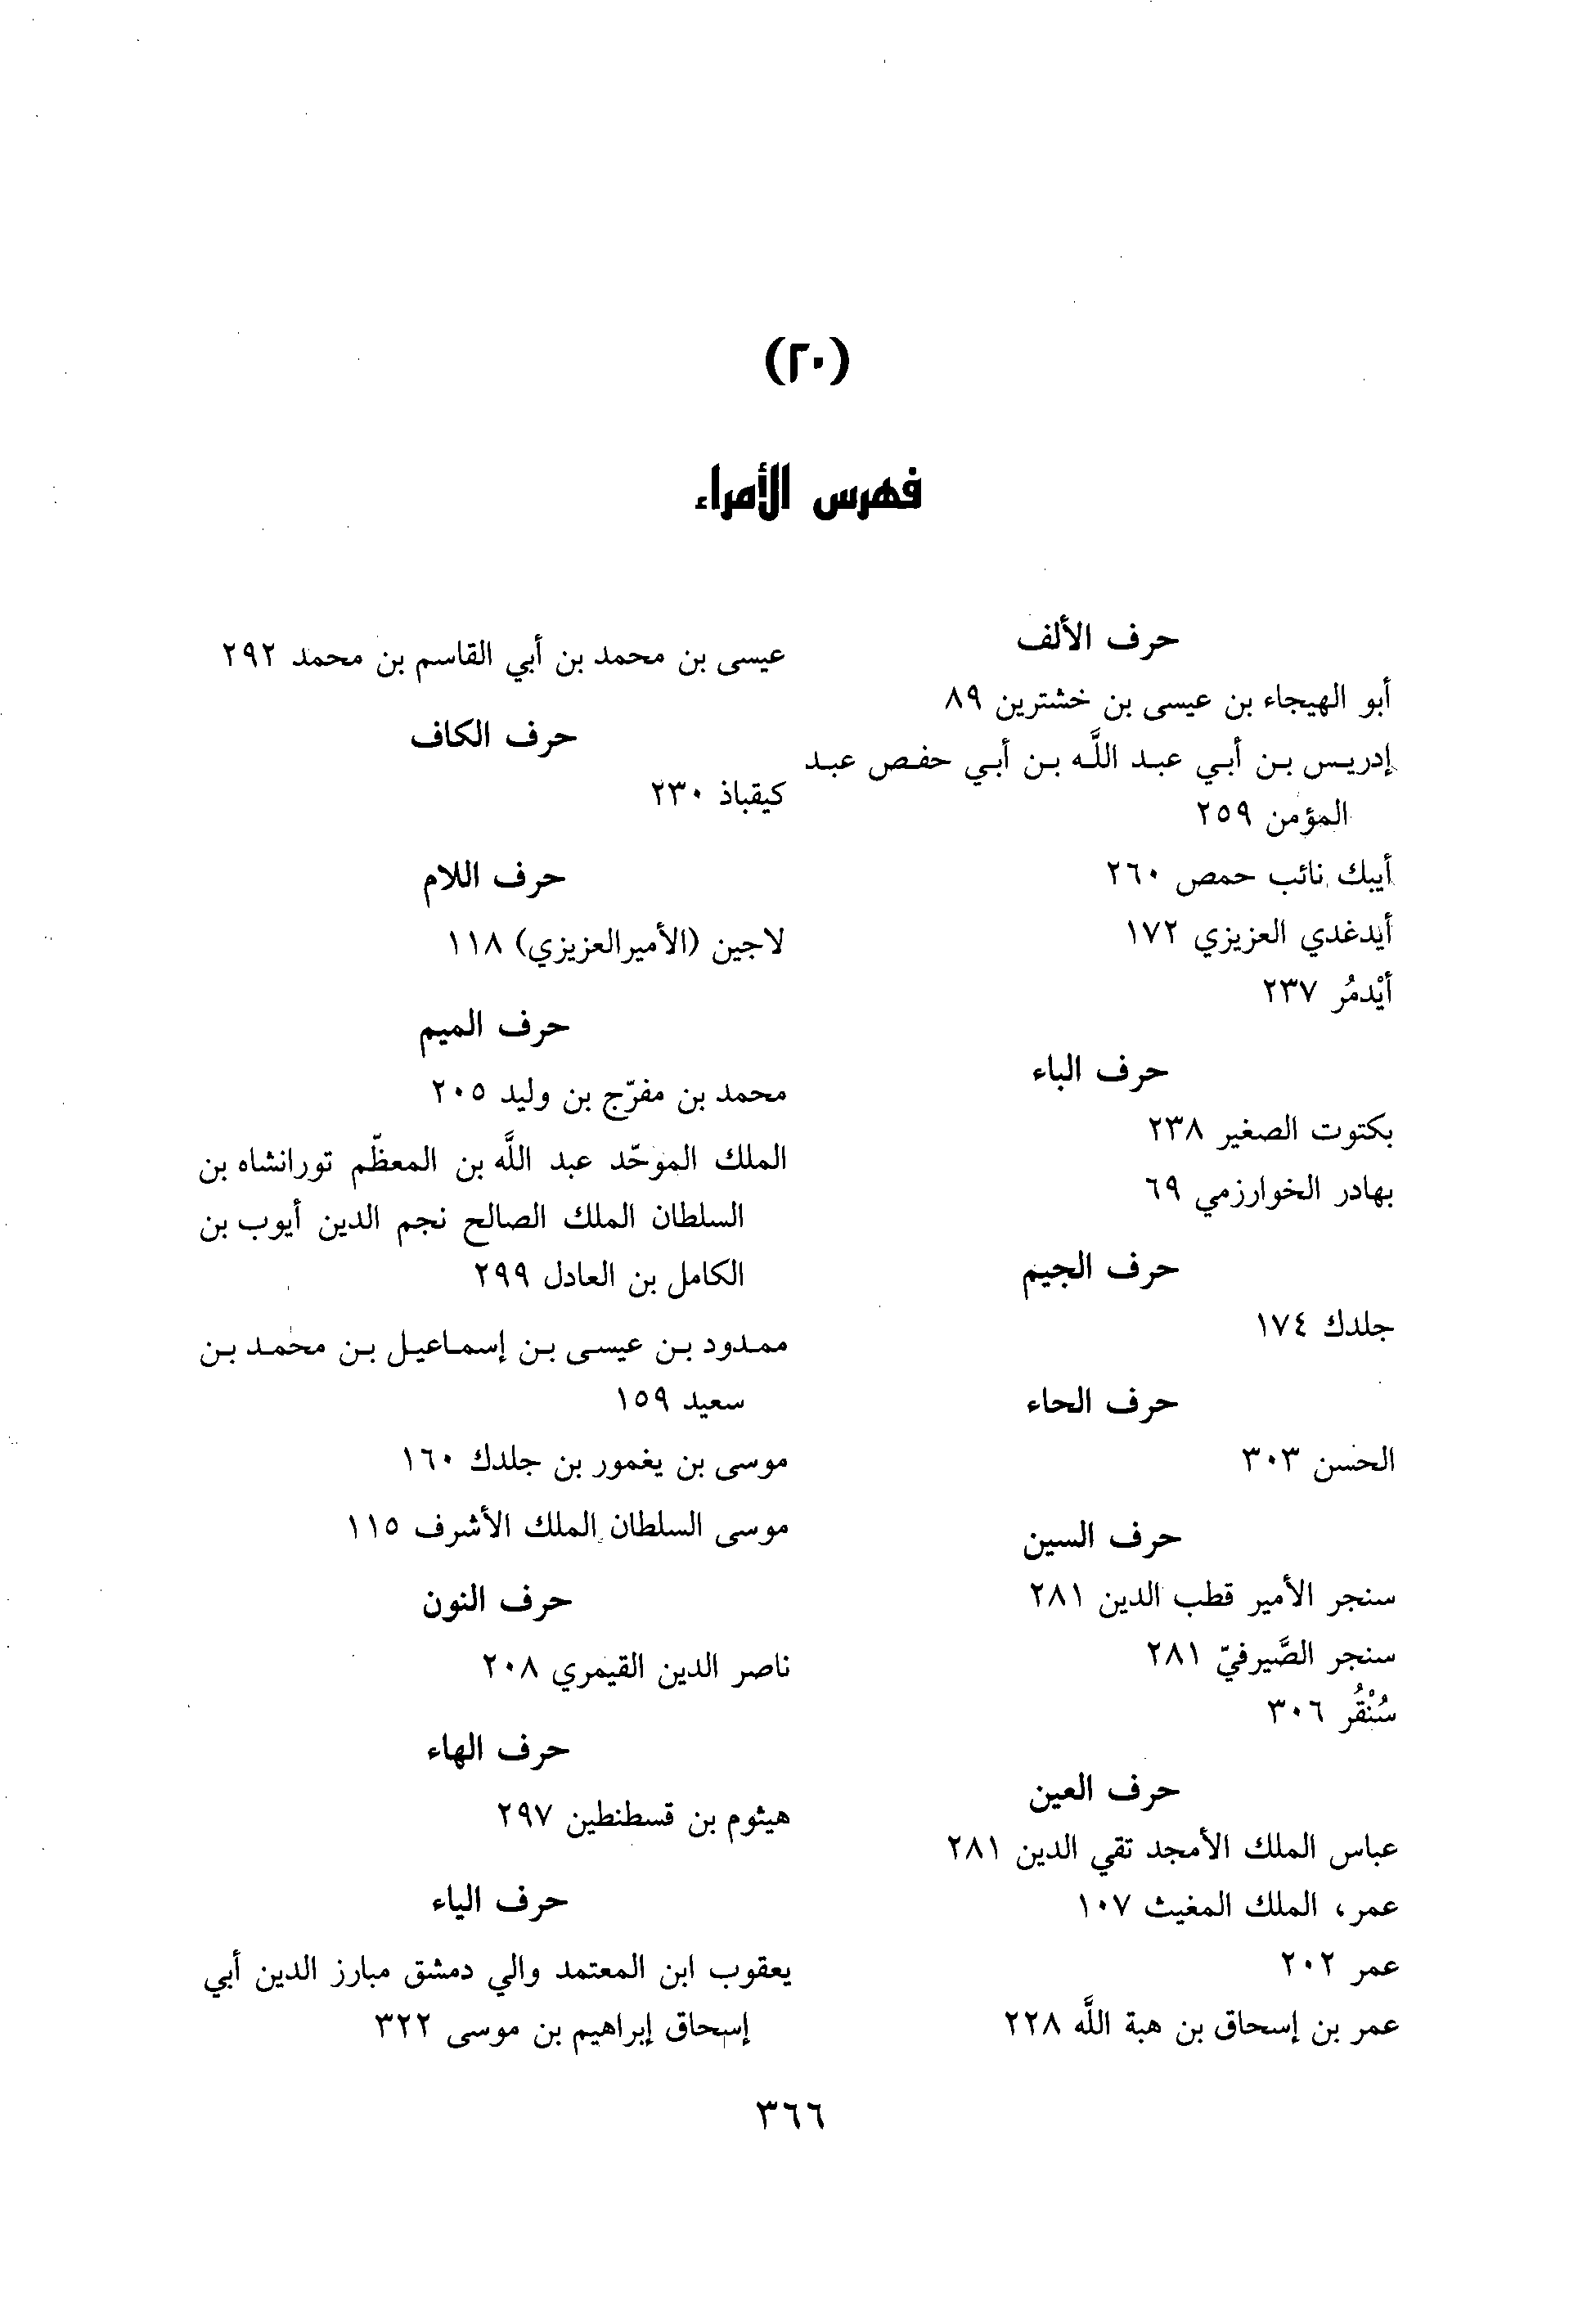 (٢٠)
فهرس الأمراء
حرف الألف
أبو الهيجاء بن عيسى بن خشترين ٨٩
إدريس بن أبي عبد اللَّه بن أبي حفص عبد
المؤمن ٢٥٩
أيبك نائب حمص ٢٦٠
أيدغدي العزيزي ١٧٢
أيْدمُر ٢٣٧
حرف الباء
بكتوت الصغير ٢٣٨
بهادر الخوارزمي ٦٩
حرف الجيم
جلدك ١٧٤
حرف الحاء
الحسن ٣٠٣
حرف السين
سنجر الأمير قطب الدين ٢٨١
سنجر الصَّيرفيّ ٢٨١
سُنْقُر ٣٠٦
حرف العين
عباس الملك الأمجد تقي الدين ٢٨١
عمر، الملك المغيث ١٠٧
عمر ٢٠٢
عمر بن إسحاق بن هبة اللَّه ٢٢٨
عيسى بن محمد بن أبي القاسم بن محمد ٢٩٢
حرف الكاف
كيقباذ ٢٣٠
حرف اللام
لاجين (الأميرالعزيزي) ١١٨
حرف الميم
محمد بن مفرّج بن وليد ٢٠٥
الملك الموحّد عبد اللَّه بن المعظّم تورانشاه بن
السلطان الملك الصالح نجم الدين أيوب بن
الكامل بن العادل ٢٩٩
ممدود بن عيسى بن إسماعيل بن محمد بن
سعيد ١٥٩
موسى بن يغمور بن جلدك ١٦٠
موسى السلطان الملك الأشرف ١١٥
حرف النون
ناصر الدين القيمري ٢٠٨
حرف الهاء
هيثوم بن قسطنطين ٢٩٧
حرف الياء
يعقوب ابن المعتمد والي دمشق مبارز الدين أبي
إسحاق إبراهيم بن موسى ٣٢٢
٣٦٦